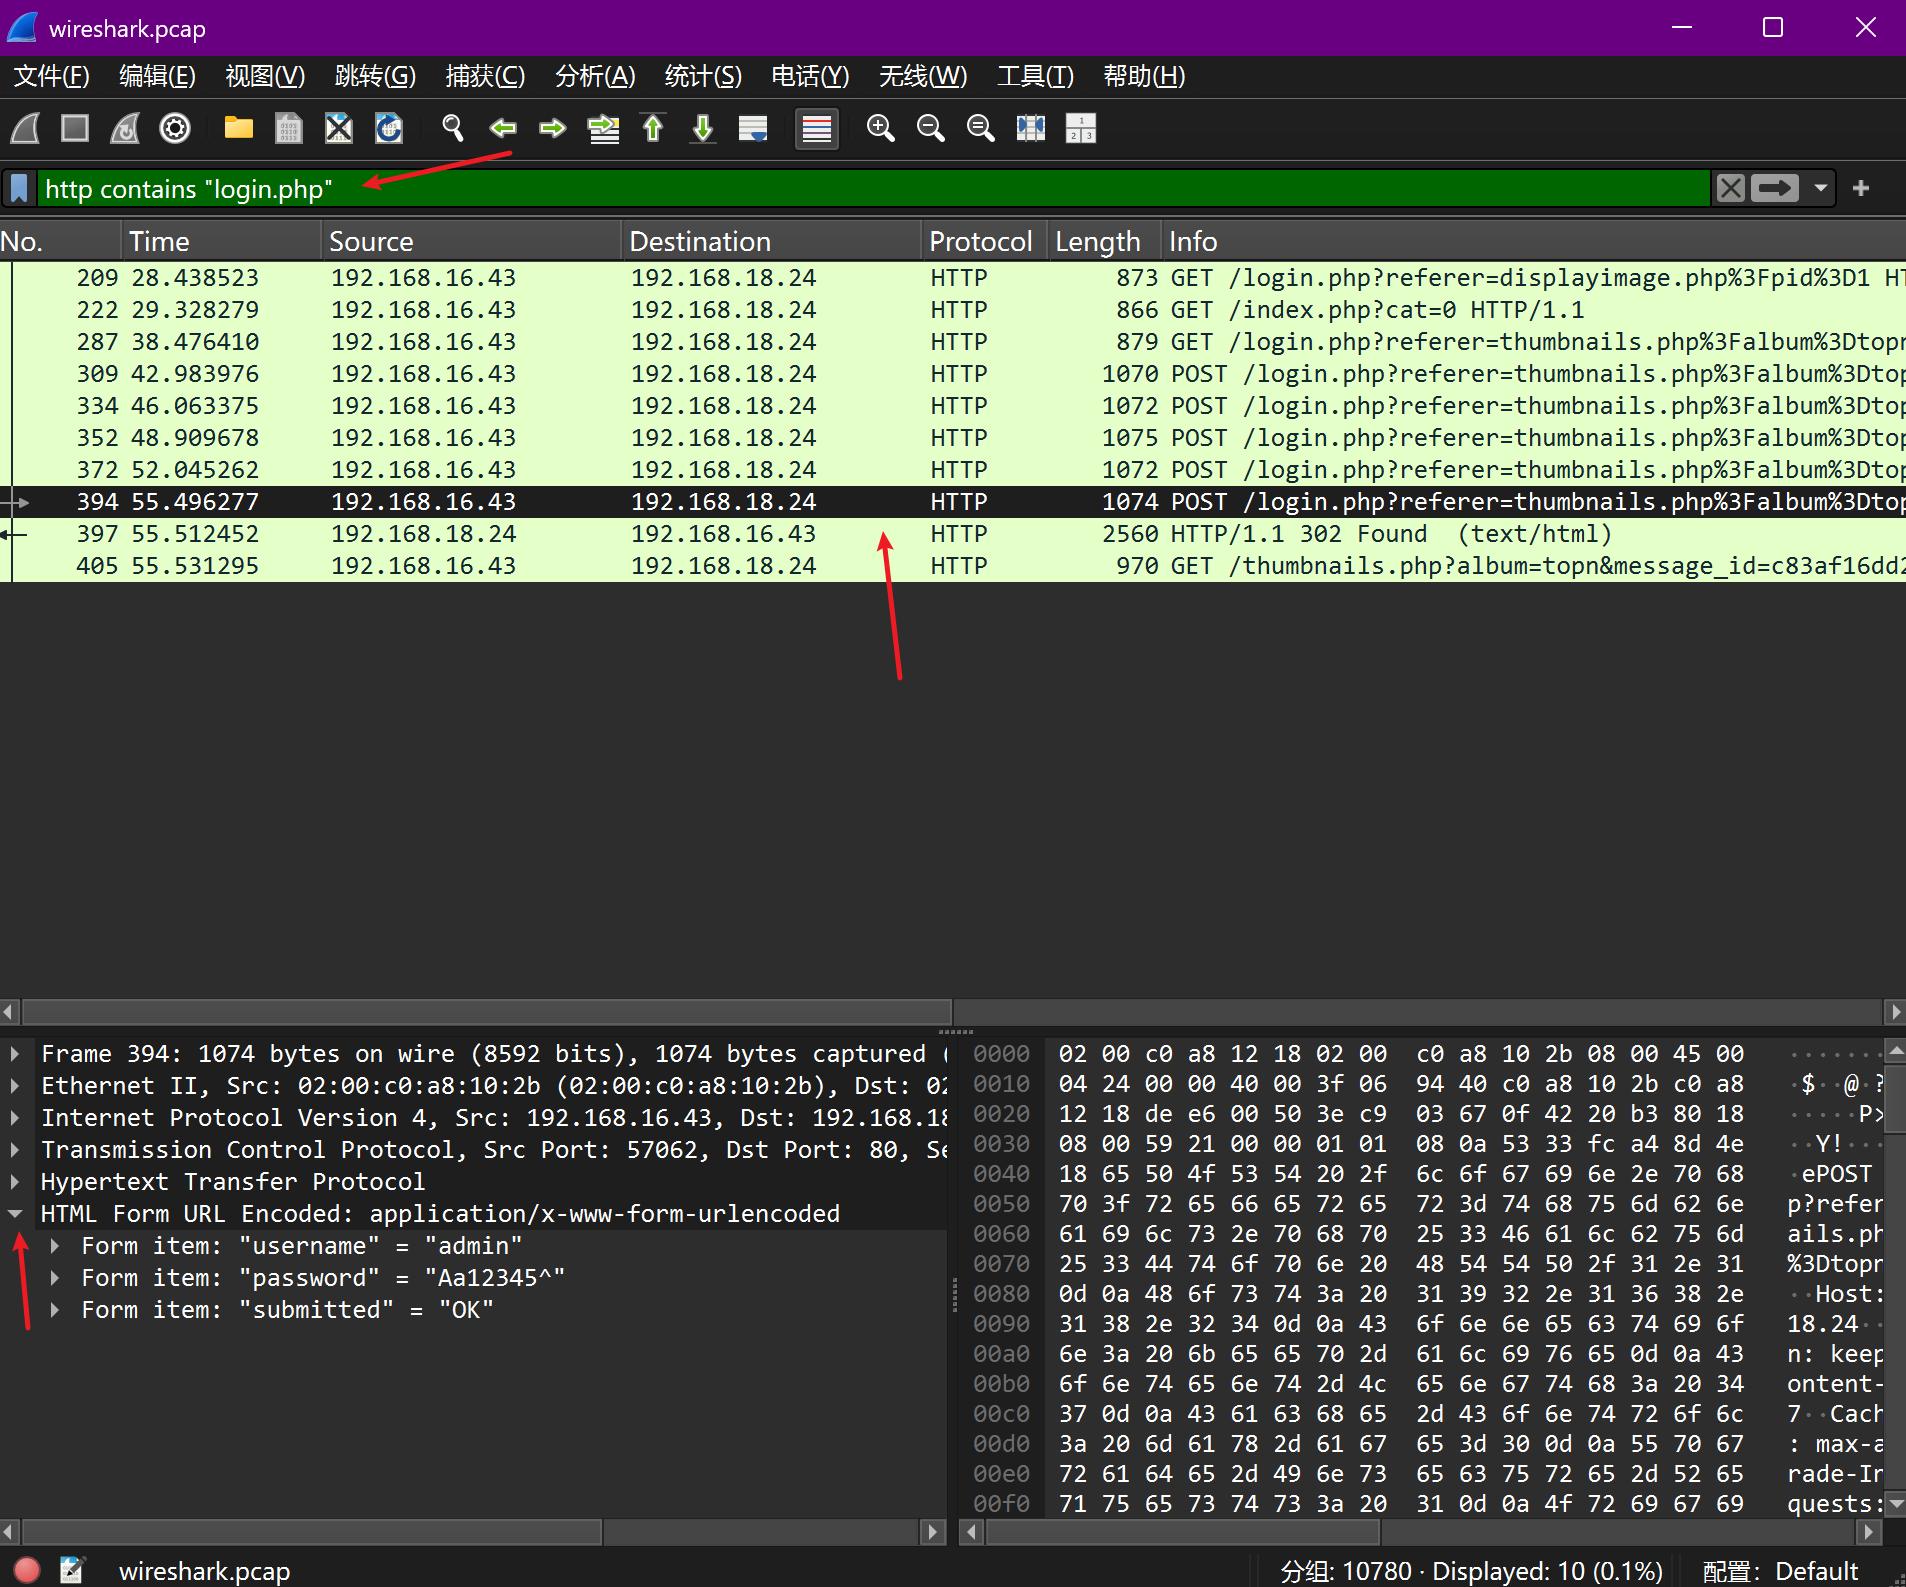 wireshark.pcap
文件(F) 编辑(E) 视图(V) 跳转(G) 捕获(C) 分析(A) 统计(S) 电话(Y) 无线(W) 工具(T) 帮助(H)
http contains "login.php"
No. Time Source Destination Protocol Length Info
209 28.438523 192.168.16.43 192.168.18.24 HTTP 873 GET /login.php?referer=displayimage.php%3Fpid%3D1 HT
222 29.328279 192.168.16.43 192.168.18.24 HTTP 866 GET /index.php?cat=0 HTTP/1.1
287 38.476410 192.168.16.43 192.168.18.24 HTTP 879 GET /login.php?referer=thumbnails.php%3Falbum%3Dtopn
309 42.983976 192.168.16.43 192.168.18.24 HTTP 1070 POST /login.php?referer=thumbnails.php%3Falbum%3Dtop
334 46.063375 192.168.16.43 192.168.18.24 HTTP 1072 POST /login.php?referer=thumbnails.php%3Falbum%3Dtop
352 48.909678 192.168.16.43 192.168.18.24 HTTP 1075 POST /login.php?referer=thumbnails.php%3Falbum%3Dtop
372 52.045262 192.168.16.43 192.168.18.24 HTTP 1072 POST /login.php?referer=thumbnails.php%3Falbum%3Dtop
394 55.496277 192.168.16.43 192.168.18.24 HTTP 1074 POST /login.php?referer=thumbnails.php%3Falbum%3Dtop
397 55.512452 192.168.18.24 192.168.16.43 HTTP 2560 HTTP/1.1 302 Found (text/html)
405 55.531295 192.168.16.43 192.168.18.24 HTTP 970 GET /thumbnails.php?album=topn&message_id=c83af16dd2
Frame 394: 1074 bytes on wire (8592 bits), 1074 bytes captured (
Ethernet II, Src: 02:00:c0:a8:10:2b (02:00:c0:a8:10:2b), Dst: 02
Internet Protocol Version 4, Src: 192.168.16.43, Dst: 192.168.18
Transmission Control Protocol, Src Port: 57062, Dst Port: 80, Se
Hypertext Transfer Protocol
HTML Form URL Encoded: application/x-www-form-urlencoded
Form item: "username" = "admin"
Form item: "password" = "Aa12345^"
Form item: "submitted" = "OK"
0000 02 00 c0 a8 12 18 02 00 c0 a8 10 2b 08 00 45 00 ·······
0010 04 24 00 00 40 00 3f 06 94 40 c0 a8 10 2b c0 a8 ·$··@·?
0020 12 18 de e6 00 50 3e c9 03 67 0f 42 20 b3 80 18 ·····P>
0030 08 00 59 21 00 00 01 01 08 0a 53 33 fc a4 8d 4e ··Y!···
0040 18 65 50 4f 53 54 20 2f 6c 6f 67 69 6e 2e 70 68 ·ePOST
0050 70 3f 72 65 66 65 72 65 72 3d 74 68 75 6d 62 6e p?refer
0060 61 69 6c 73 2e 70 68 70 25 33 46 61 6c 62 75 6d ails.ph
0070 25 33 44 74 6f 70 6e 20 48 54 54 50 2f 31 2e 31 %3Dtopn
0080 0d 0a 48 6f 73 74 3a 20 31 39 32 2e 31 36 38 2e ··Host:
0090 31 38 2e 32 34 0d 0a 43 6f 6e 6e 65 63 74 69 6f 18.24··
00a0 6e 3a 20 6b 65 65 70 2d 61 6c 69 76 65 0d 0a 43 n: keep
00b0 6f 6e 74 65 6e 74 2d 4c 65 6e 67 74 68 3a 20 34 ontent-
00c0 37 0d 0a 43 61 63 68 65 2d 43 6f 6e 74 72 6f 6c 7··Cach
00d0 3a 20 6d 61 78 2d 61 67 65 3d 30 0d 0a 55 70 67 : max-a
00e0 72 61 64 65 2d 49 6e 73 65 63 75 72 65 2d 52 65 rade-In
00f0 71 75 65 73 74 73 3a 20 31 0d 0a 4f 72 69 67 69 quests:
wireshark.pcap 分组: 10780 · Displayed: 10 (0.1%) 配置: Default